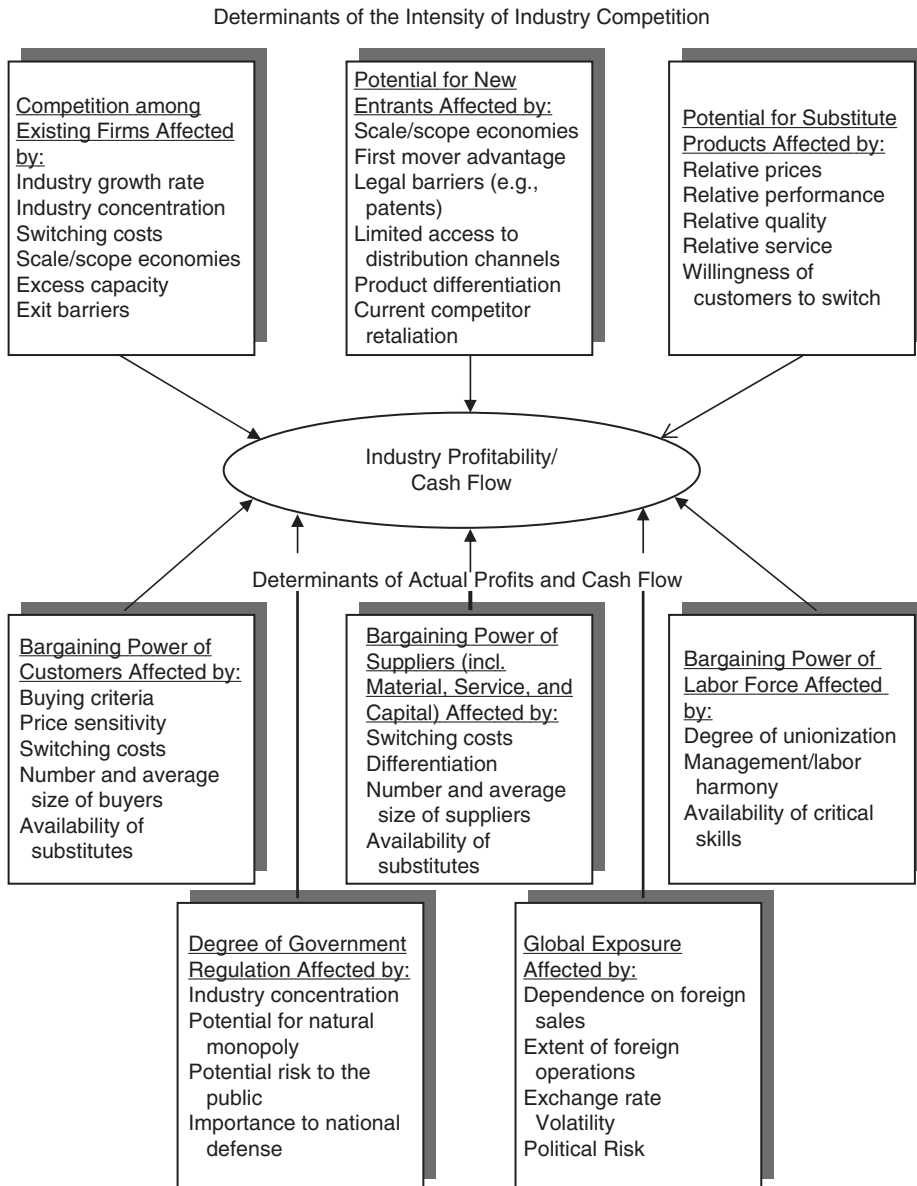 Determinants of the Intensity of Industry Competition
Competition among
Existing Firms Affected
by:
Industry growth rate
Industry concentration
Switching costs
Scale/scope economies
Excess capacity
Exit barriers
Potential for New
Entrants Affected by:
Scale/scope economies
First mover advantage
Legal barriers (e.g.,
patents)
Limited access to
distribution channels
Product differentiation
Current competitor
retaliation
Potential for Substitute
Products Affected by:
Relative prices
Relative performance
Relative quality
Relative service
Willingness of
customers to switch
Industry Profitability/
Cash Flow
Determinants of Actual Profits and Cash Flow
Bargaining Power of
Customers Affected by:
Buying criteria
Price sensitivity
Switching costs
Number and average
size of buyers
Availability of
substitutes
Bargaining Power of
Suppliers (incl.
Material, Service, and
Capital) Affected by:
Switching costs
Differentiation
Number and average
size of suppliers
Availability of
substitutes
Bargaining Power of
Labor Force Affected
by:
Degree of unionization
Management/labor
harmony
Availability of critical
skills
Degree of Government
Regulation Affected by:
Industry concentration
Potential for natural
monopoly
Potential risk to the
public
Importance to national
defense
Global Exposure
Affected by:
Dependence on foreign
sales
Extent of foreign
operations
Exchange rate
Volatility
Political Risk